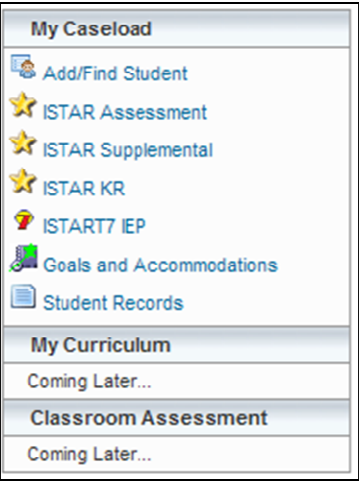 My Caseload
Add/Find Student
ISTAR Assessment
ISTAR Supplemental
ISTAR KR
ISTART7 IEP
Goals and Accommodations
Student Records
My Curriculum
Coming Later...
Classroom Assessment
Coming Later...